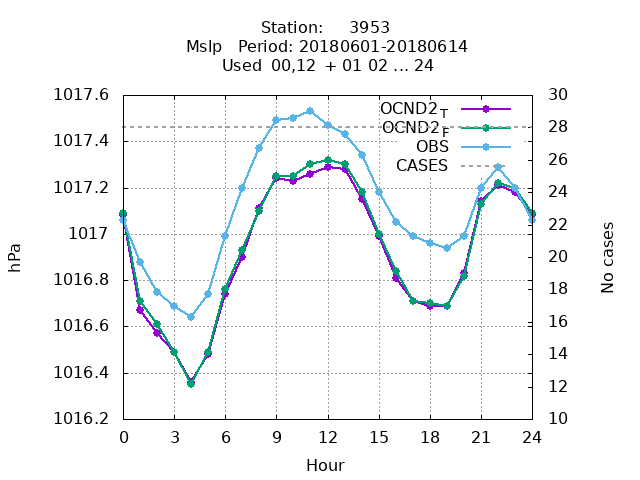 Station: 3953
Mslp Period: 20180601-20180614
Used 00,12 + 01 02 ... 24
1017.6
1017.4
1017.2
1017
1016.8
1016.6
1016.4
1016.2
hPa
30
28
26
24
22
20
18
16
14
12
10
No cases
OCND2T
OCND2F
OBS
CASES
0 3 6 9 12 15 18 21 24
Hour